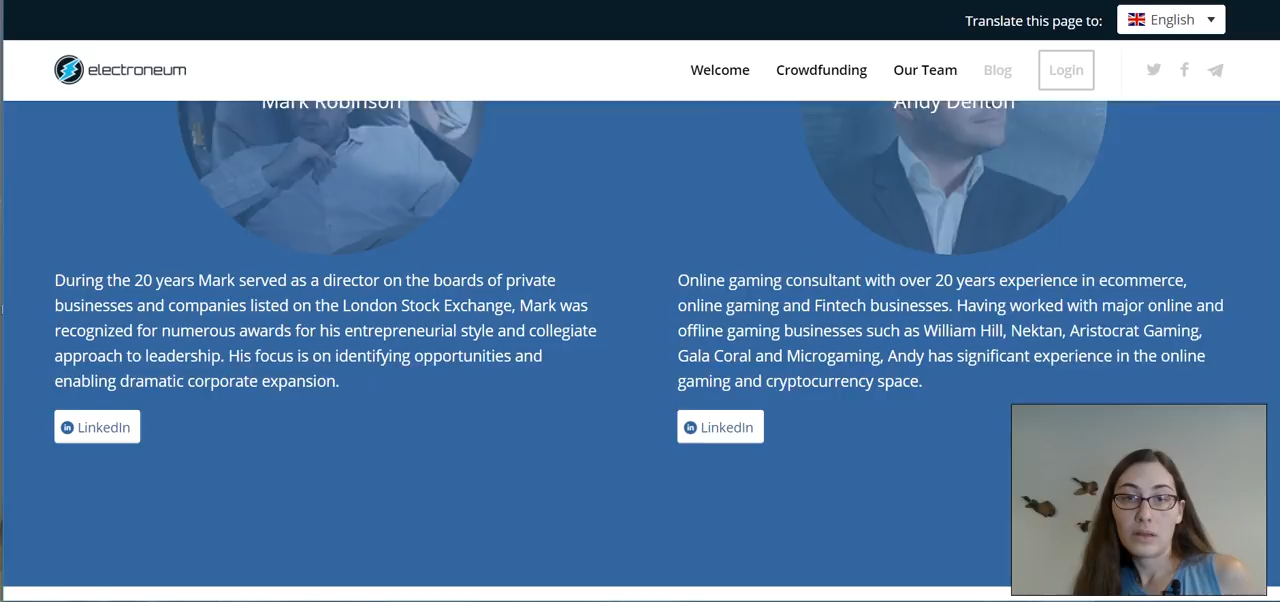 Translate this page to:
English
electroneum
Welcome
Crowdfunding
Our Team
Blog
Login
Mark Robinson
Andy Denton
During the 20 years Mark served as a director on the boards of private
businesses and companies listed on the London Stock Exchange, Mark was
recognized for numerous awards for his entrepreneurial style and collegiate
approach to leadership. His focus is on identifying opportunities and
enabling dramatic corporate expansion.
in LinkedIn
Online gaming consultant with over 20 years experience in ecommerce,
online gaming and Fintech businesses. Having worked with major online and
offline gaming businesses such as William Hill, Nektan, Aristocrat Gaming,
Gala Coral and Microgaming, Andy has significant experience in the online
gaming and cryptocurrency space.
in LinkedIn